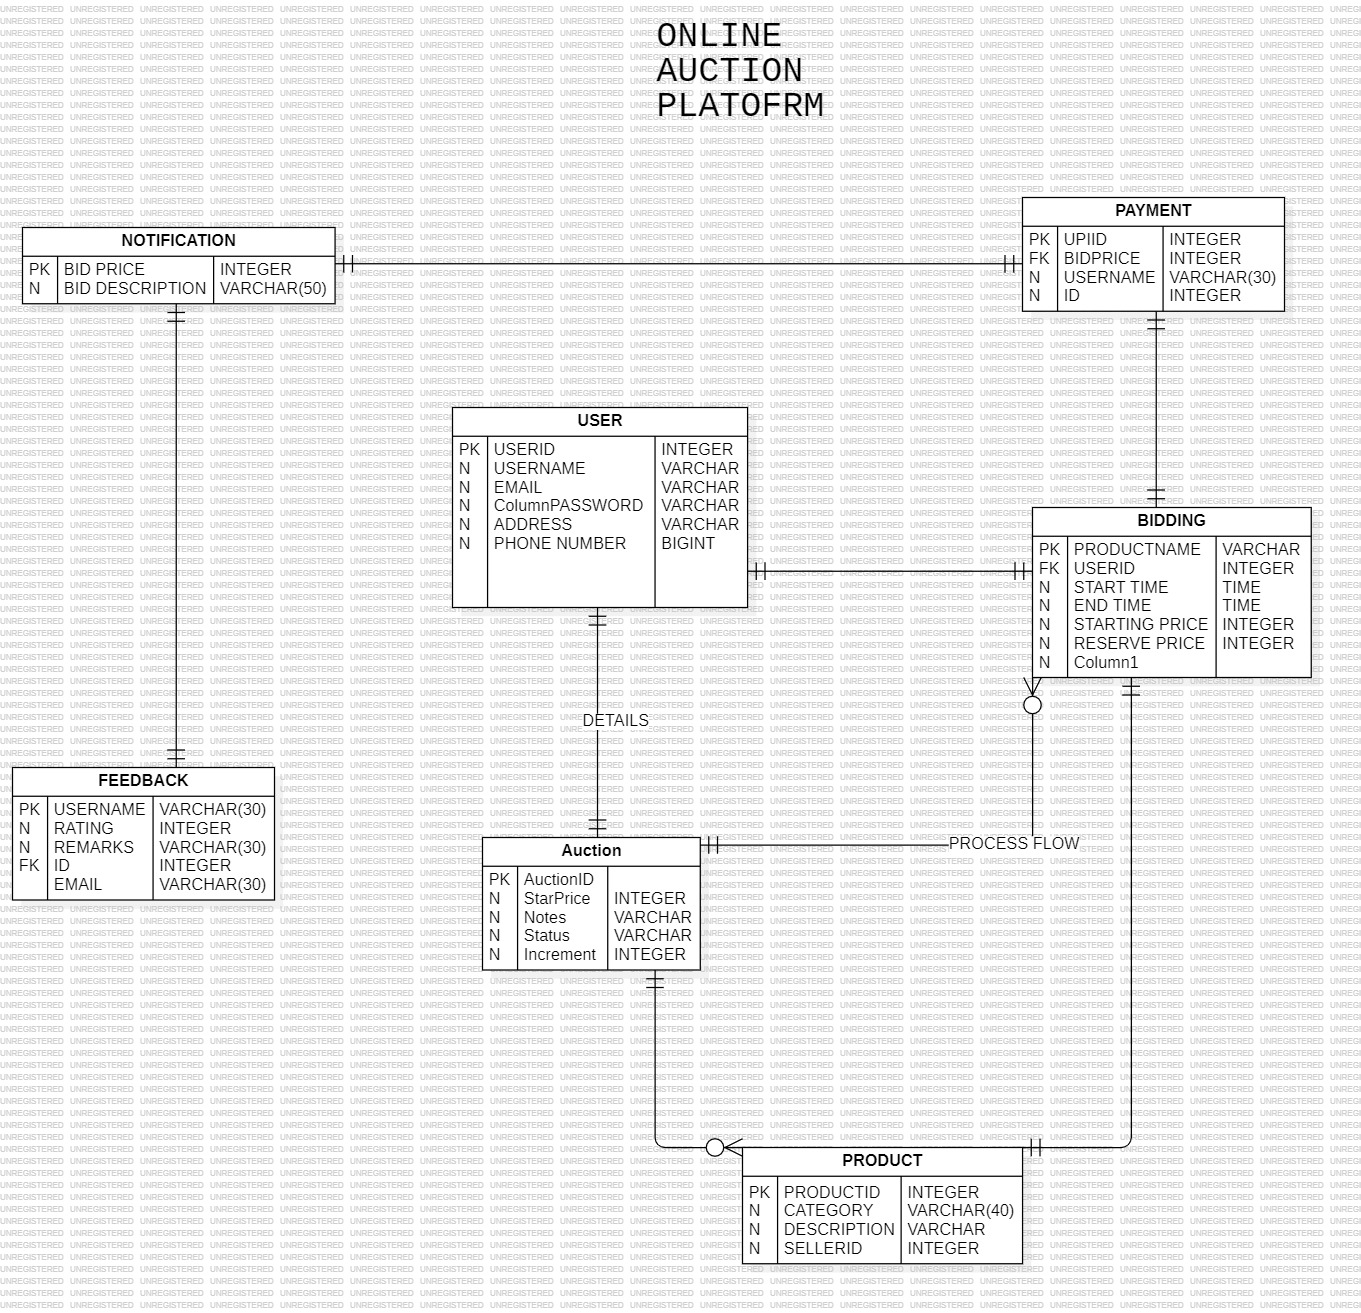 ONLINE
AUCTION
PLATOFRM
NOTIFICATION
PK BID PRICE INTEGER
N BID DESCRIPTION VARCHAR(50)
PAYMENT
PK UPIID INTEGER
FK BIDPRICE INTEGER
N USERNAME VARCHAR(30)
N ID INTEGER
USER
PK USERID INTEGER
N USERNAME VARCHAR
N EMAIL VARCHAR
N ColumnPASSWORD VARCHAR
N ADDRESS VARCHAR
N PHONE NUMBER BIGINT
BIDDING
PK PRODUCTNAME VARCHAR
FK USERID INTEGER
N START TIME TIME
N END TIME TIME
N STARTING PRICE INTEGER
N RESERVE PRICE INTEGER
N Column1
DETAILS
FEEDBACK
PK USERNAME VARCHAR(30)
N RATING INTEGER
N REMARKS VARCHAR(30)
FK ID INTEGER
EMAIL VARCHAR(30)
PROCESS FLOW
Auction
PK AuctionID
N StarPrice INTEGER
N Notes VARCHAR
N Status VARCHAR
N Increment INTEGER
PRODUCT
PK PRODUCTID INTEGER
N CATEGORY VARCHAR(40)
N DESCRIPTION VARCHAR
N SELLERID INTEGER
UNREGISTERED